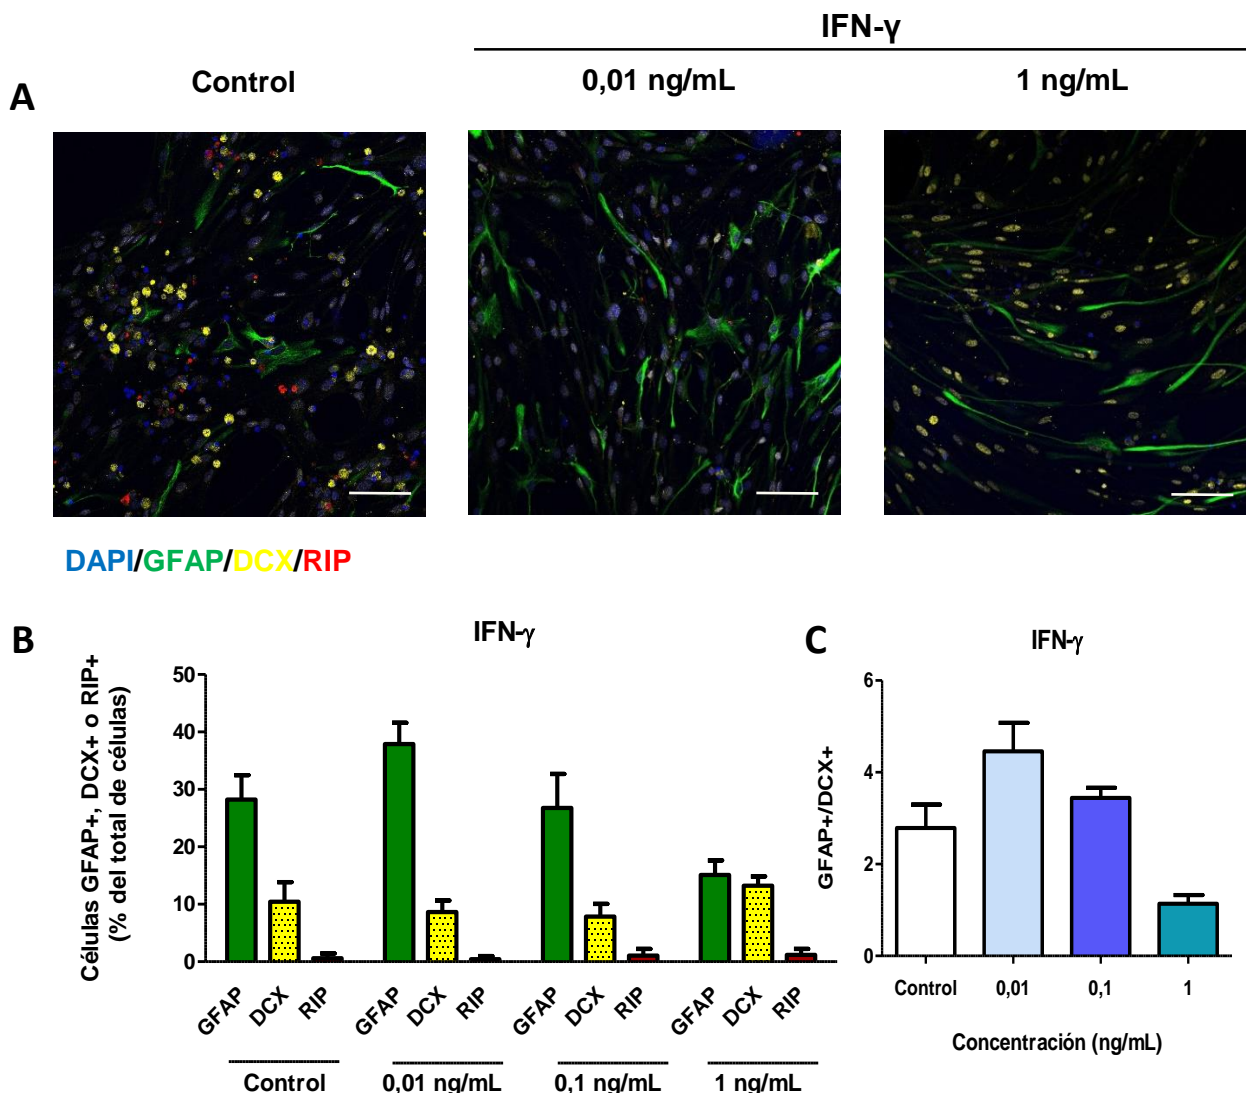 IFN-γ
Control
0,01 ng/mL
1 ng/mL
A
DAPI/GFAP/DCX/RIP
B
IFN-γ
Células GFAP+, DCX+ o RIP+
(% del total de células)
50
40
30
20
10
0
GFAP DCX RIP GFAP DCX RIP GFAP DCX RIP GFAP DCX RIP
Control 0,01 ng/mL 0,1 ng/mL 1 ng/mL
C
IFN-γ
GFAP+/DCX+
6
4
2
0
Control 0,01 0,1 1
Concentración (ng/mL)